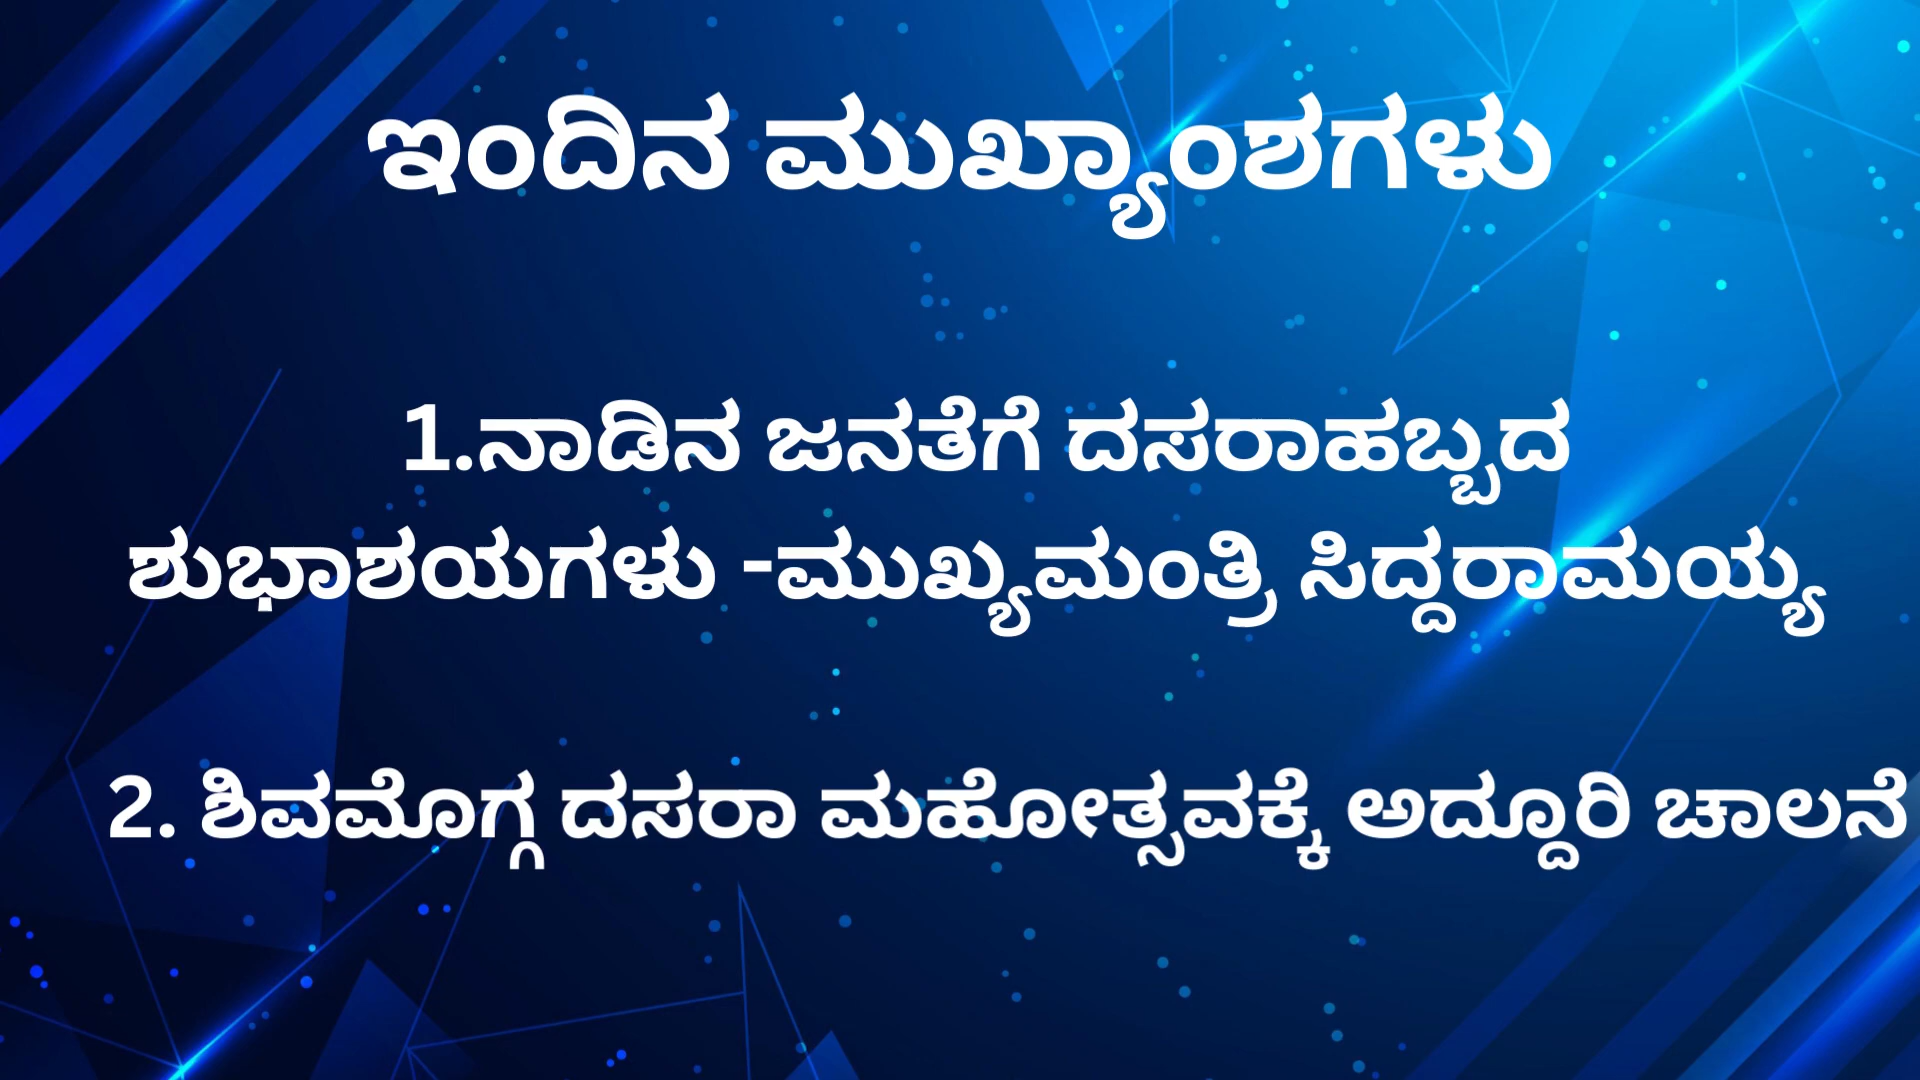 ಇಂದಿನ ಮುಖ್ಯಾಂಶಗಳು
1.ನಾಡಿನ ಜನತೆಗೆ ದಸರಾಹಬ್ಬದ
ಶುಭಾಶಯಗಳು -ಮುಖ್ಯಮಂತ್ರಿ ಸಿದ್ದರಾಮಯ್ಯ
2. ಶಿವಮೊಗ್ಗ ದಸರಾ ಮಹೋತ್ಸವಕ್ಕೆ ಅದ್ದೂರಿ ಚಾಲನೆ